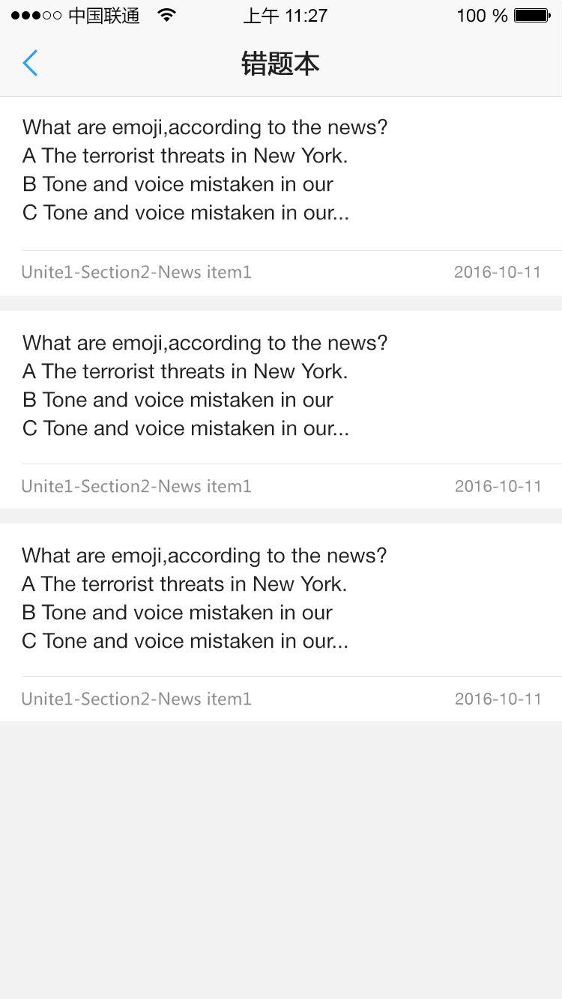 中国联通 上午 11:27 100 %
错题本
What are emoji,according to the news?
A The terrorist threats in New York.
B Tone and voice mistaken in our
C Tone and voice mistaken in our...
Unite1-Section2-News item1 2016-10-11
What are emoji,according to the news?
A The terrorist threats in New York.
B Tone and voice mistaken in our
C Tone and voice mistaken in our...
Unite1-Section2-News item1 2016-10-11
What are emoji,according to the news?
A The terrorist threats in New York.
B Tone and voice mistaken in our
C Tone and voice mistaken in our...
Unite1-Section2-News item1 2016-10-11